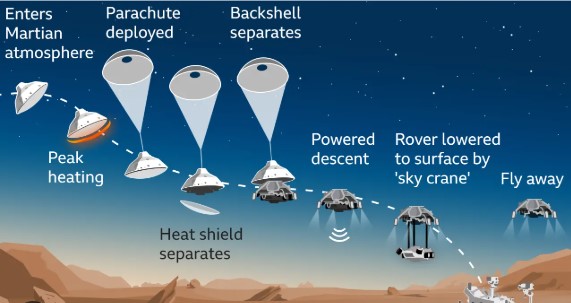 Enters
Martian
atmosphere
Parachute
deployed
Backshell
separates
Peak
heating
Heat shield
separates
Powered
descent
Rover lowered
to surface by
'sky crane'
Fly away